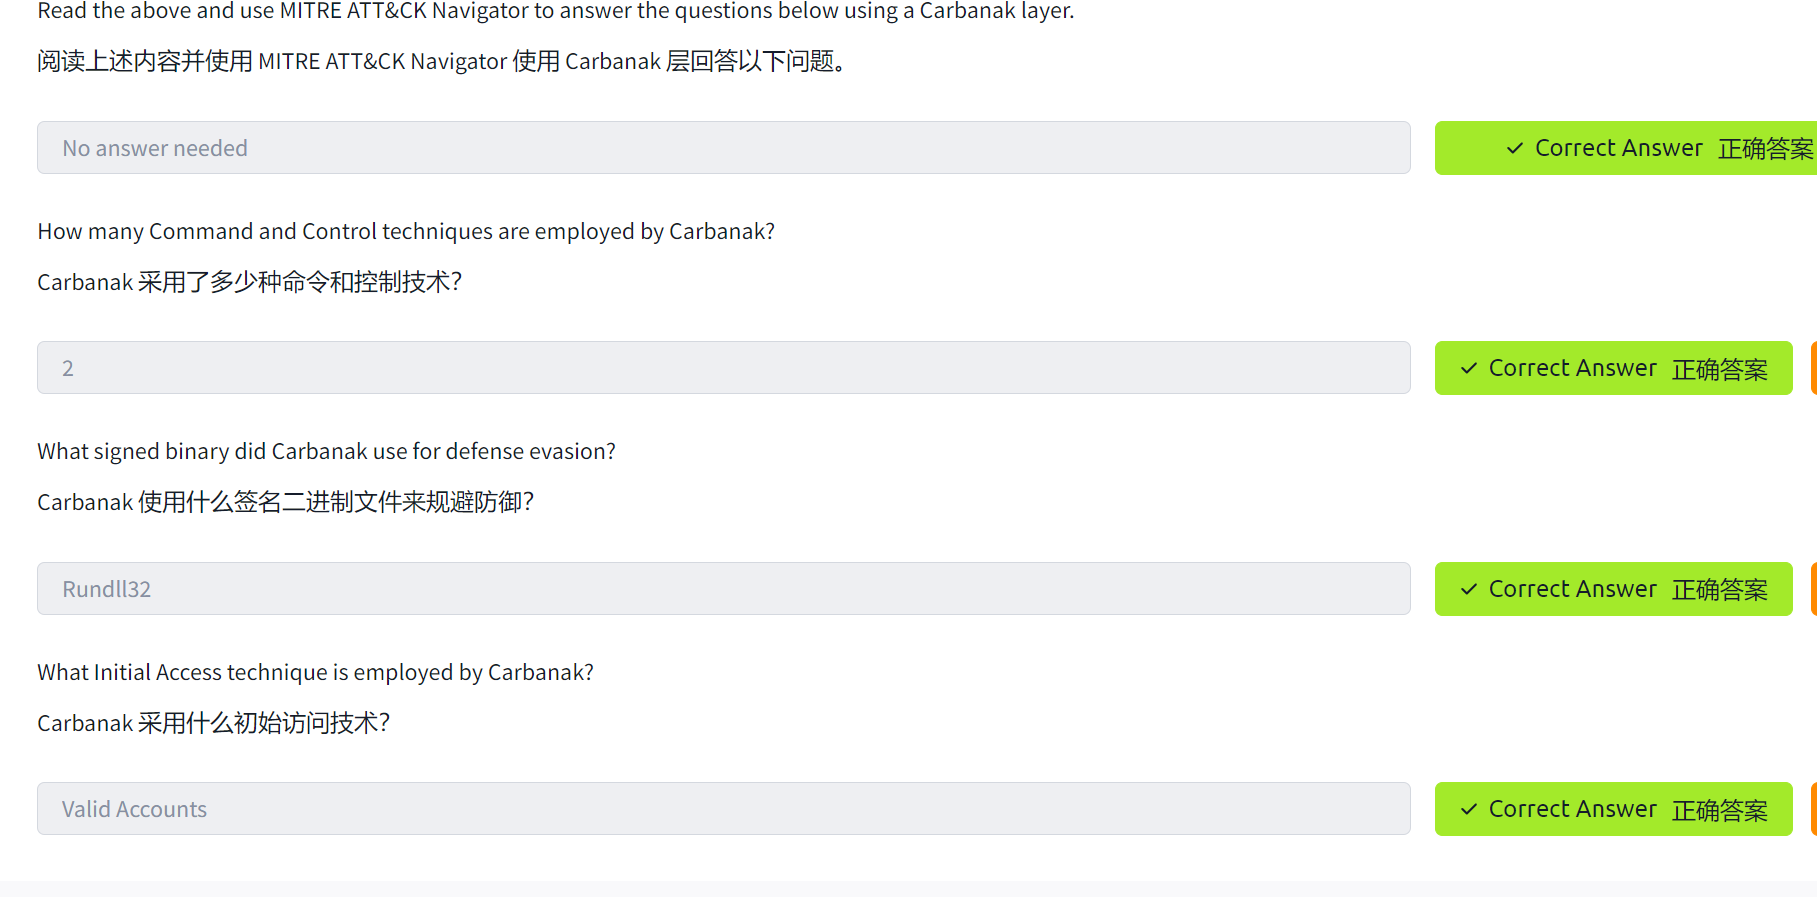 Read the above and use MITRE ATT&CK Navigator to answer the questions below using a Carbanak layer.
阅读上述内容并使用 MITRE ATT&CK Navigator 使用 Carbanak 层回答以下问题。
No answer needed
✓ Correct Answer 正确答案
How many Command and Control techniques are employed by Carbanak?
Carbanak 采用了多少种命令和控制技术？
2
✓ Correct Answer 正确答案
What signed binary did Carbanak use for defense evasion?
Carbanak 使用什么签名二进制文件来规避防御？
Rundll32
✓ Correct Answer 正确答案
What Initial Access technique is employed by Carbanak?
Carbanak 采用什么初始访问技术？
Valid Accounts
✓ Correct Answer 正确答案